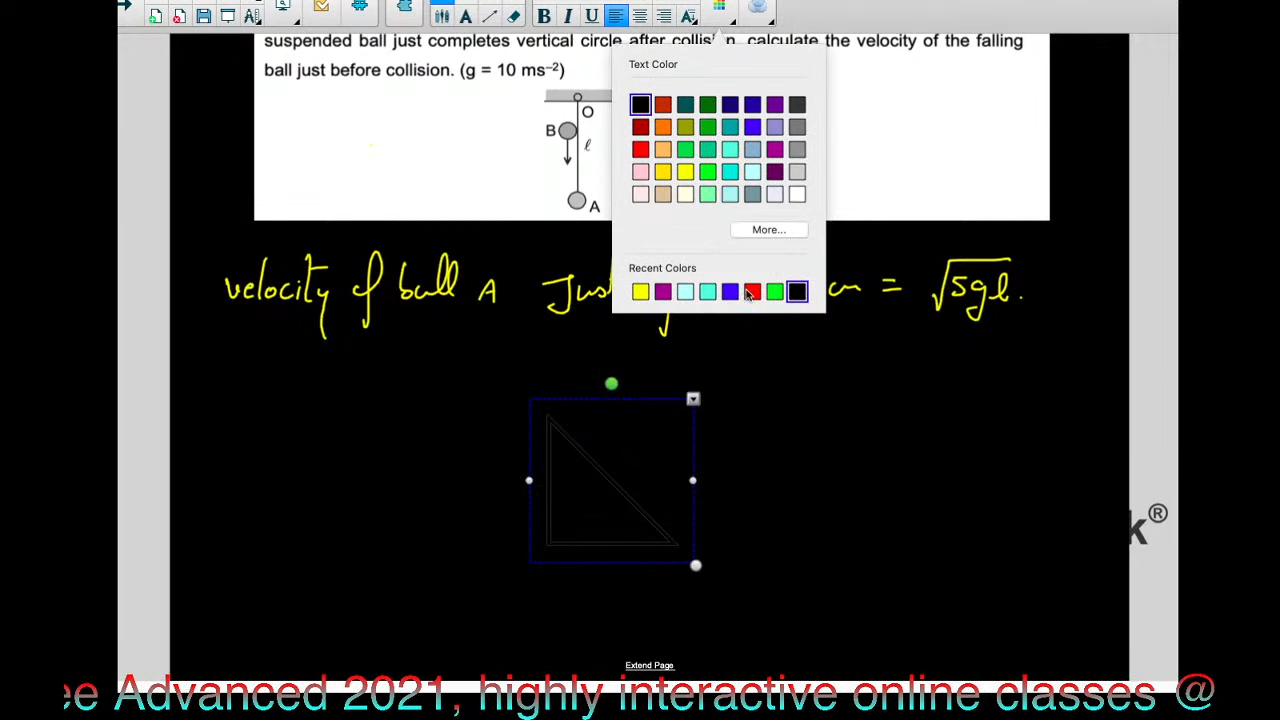 suspended ball just completes vertical circle after collision, calculate the velocity of the falling
ball just before collision. (g = 10 ms⁻²)
O
B
ℓ
A
Text Color
More...
Recent Colors
velocity of ball A Just = √5gl.
k®
Extend Page
ee Advanced 2021, highly interactive online classes @